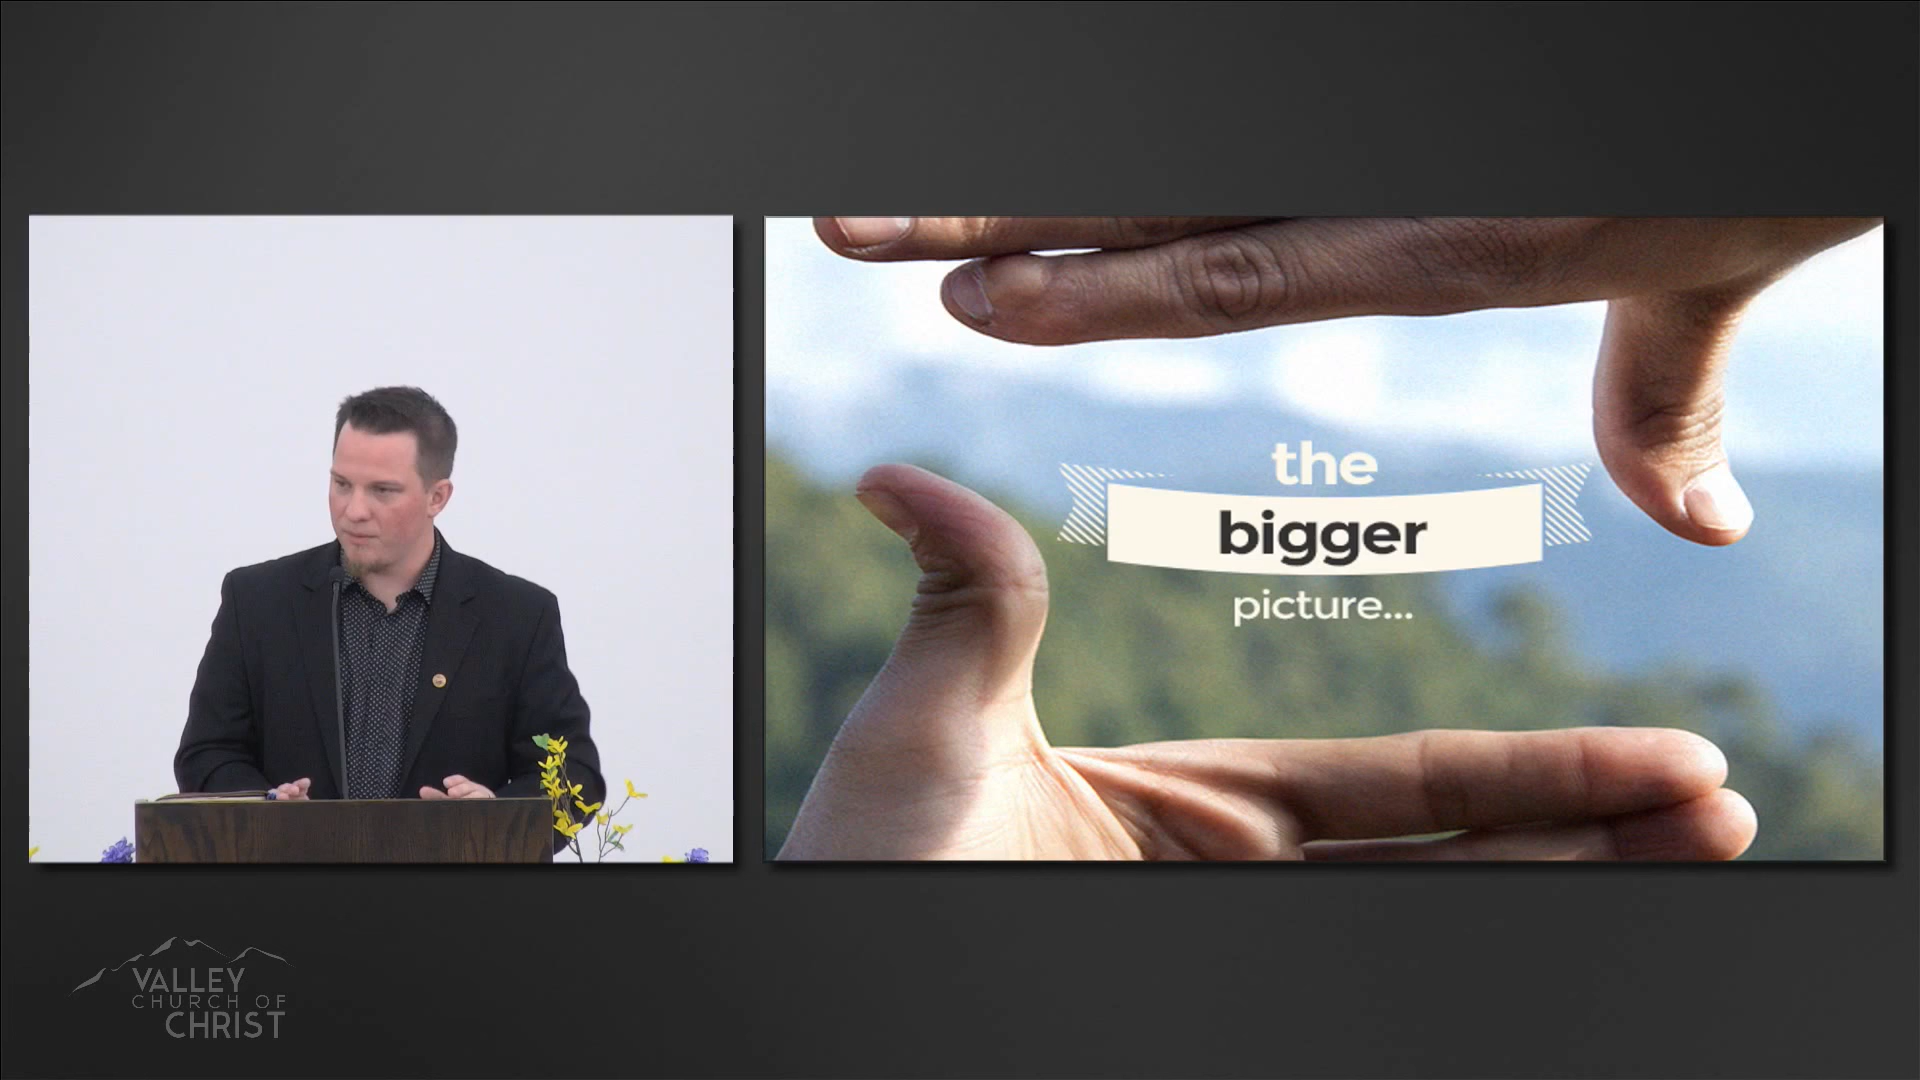 the
bigger
picture...
VALLEY
CHURCH OF
CHRIST